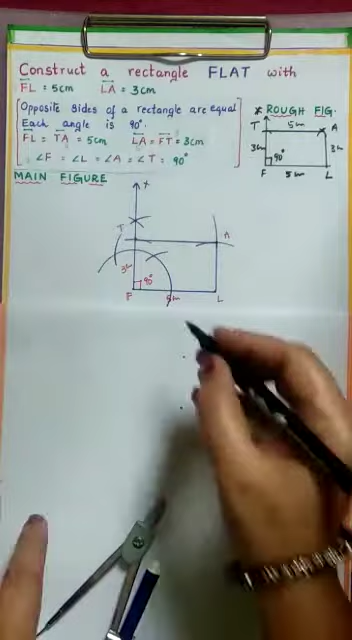 Construct a rectangle FLAT with
FL = 5cm LA = 3cm
Opposite sides of a rectangle are equal
Each angle is 90°.
FL = TA = 5cm LA = FT = 3cm
∠F = ∠L = ∠A = ∠T = 90°
* ROUGH FIG.
T 5cm A
3cm 3cm
90°
F 5cm L
MAIN FIGURE
X
T A
3cm
90°
F 5cm L